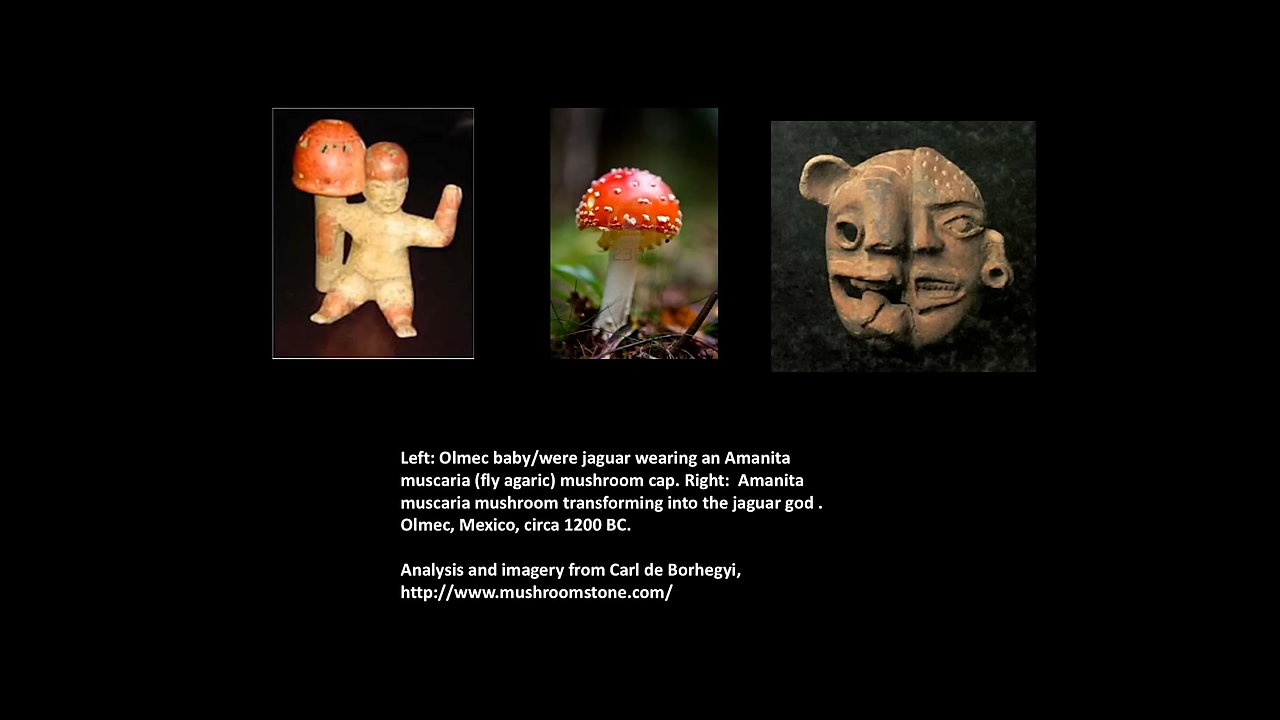 Left: Olmec baby/were jaguar wearing an Amanita
muscaria (fly agaric) mushroom cap. Right:  Amanita
muscaria mushroom transforming into the jaguar god .
Olmec, Mexico, circa 1200 BC.
Analysis and imagery from Carl de Borhegyi,
http://www.mushroomstone.com/